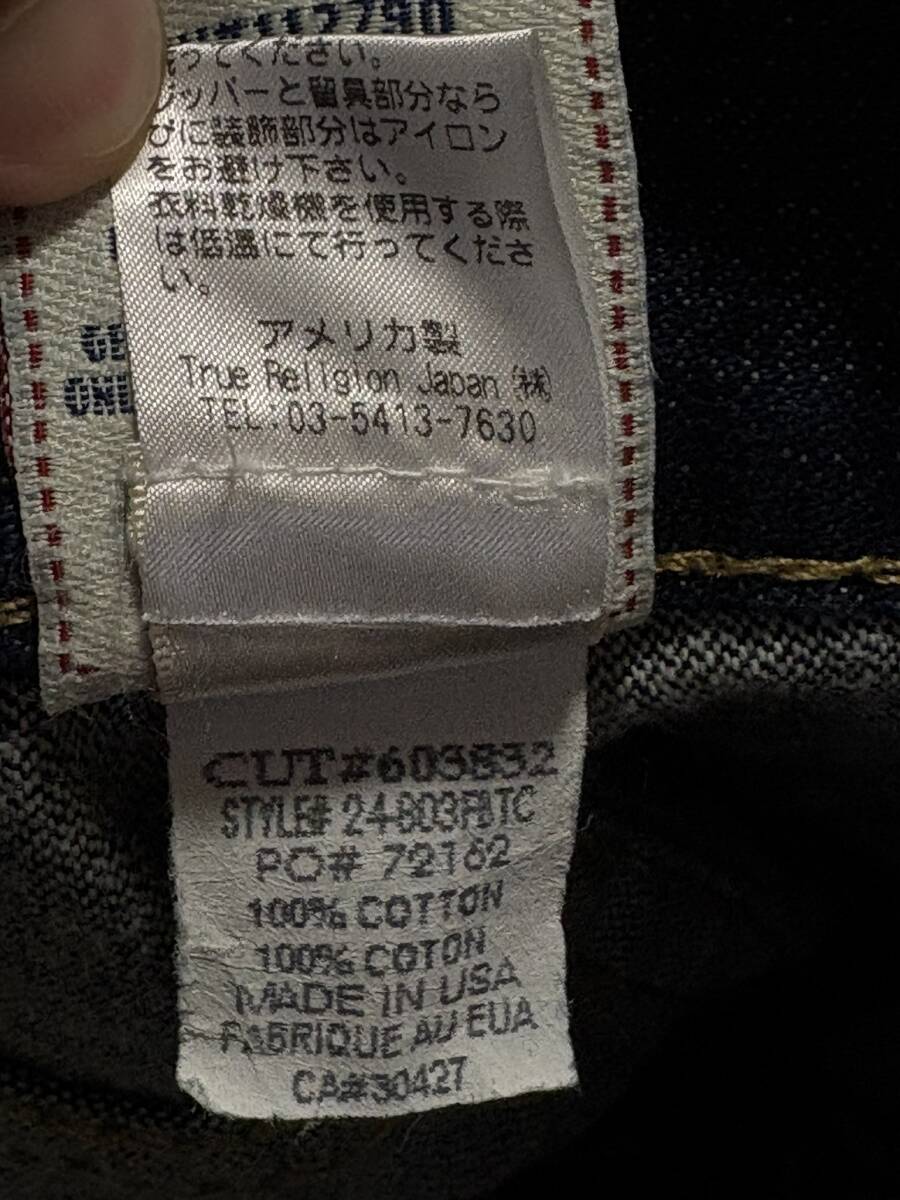 ってください。
ジッパーと留具部分なら
びに装飾部分はアイロン
をお避け下さい。
衣料乾燥機を使用する際
は低温にて行ってくださ
い。
アメリカ製
True Religion Japan (株)
TEL:03-5413-7630
CUT#603832
STYLE# 24803FBTC
PO# 72162
100% COTTON
100% COTON
MADE IN USA
FABRIQUE AU EUA
CA#30427